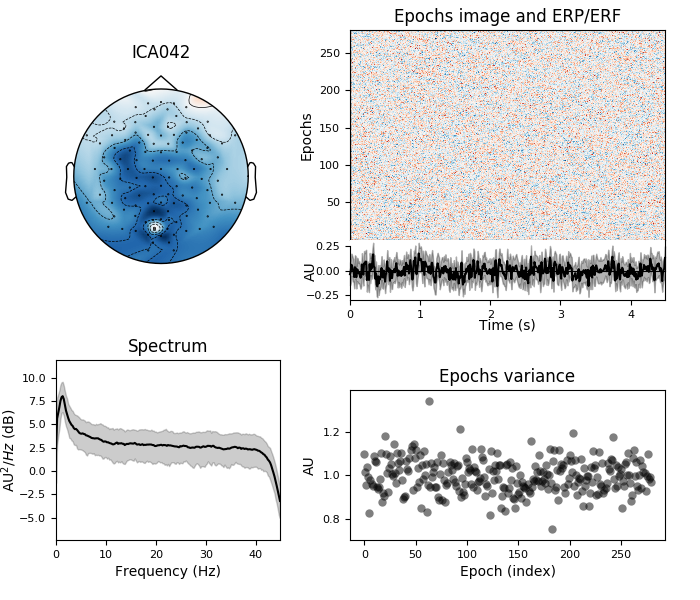 ICA042
Epochs image and ERP/ERF
Epochs
250
200
150
100
50
AU
0.25
0.00
−0.25
0 1 2 3 4
Time (s)
Spectrum
AU²/Hz (dB)
10.0
7.5
5.0
2.5
0.0
−2.5
−5.0
0 10 20 30 40
Frequency (Hz)
Epochs variance
AU
1.2
1.0
0.8
0 50 100 150 200 250
Epoch (index)